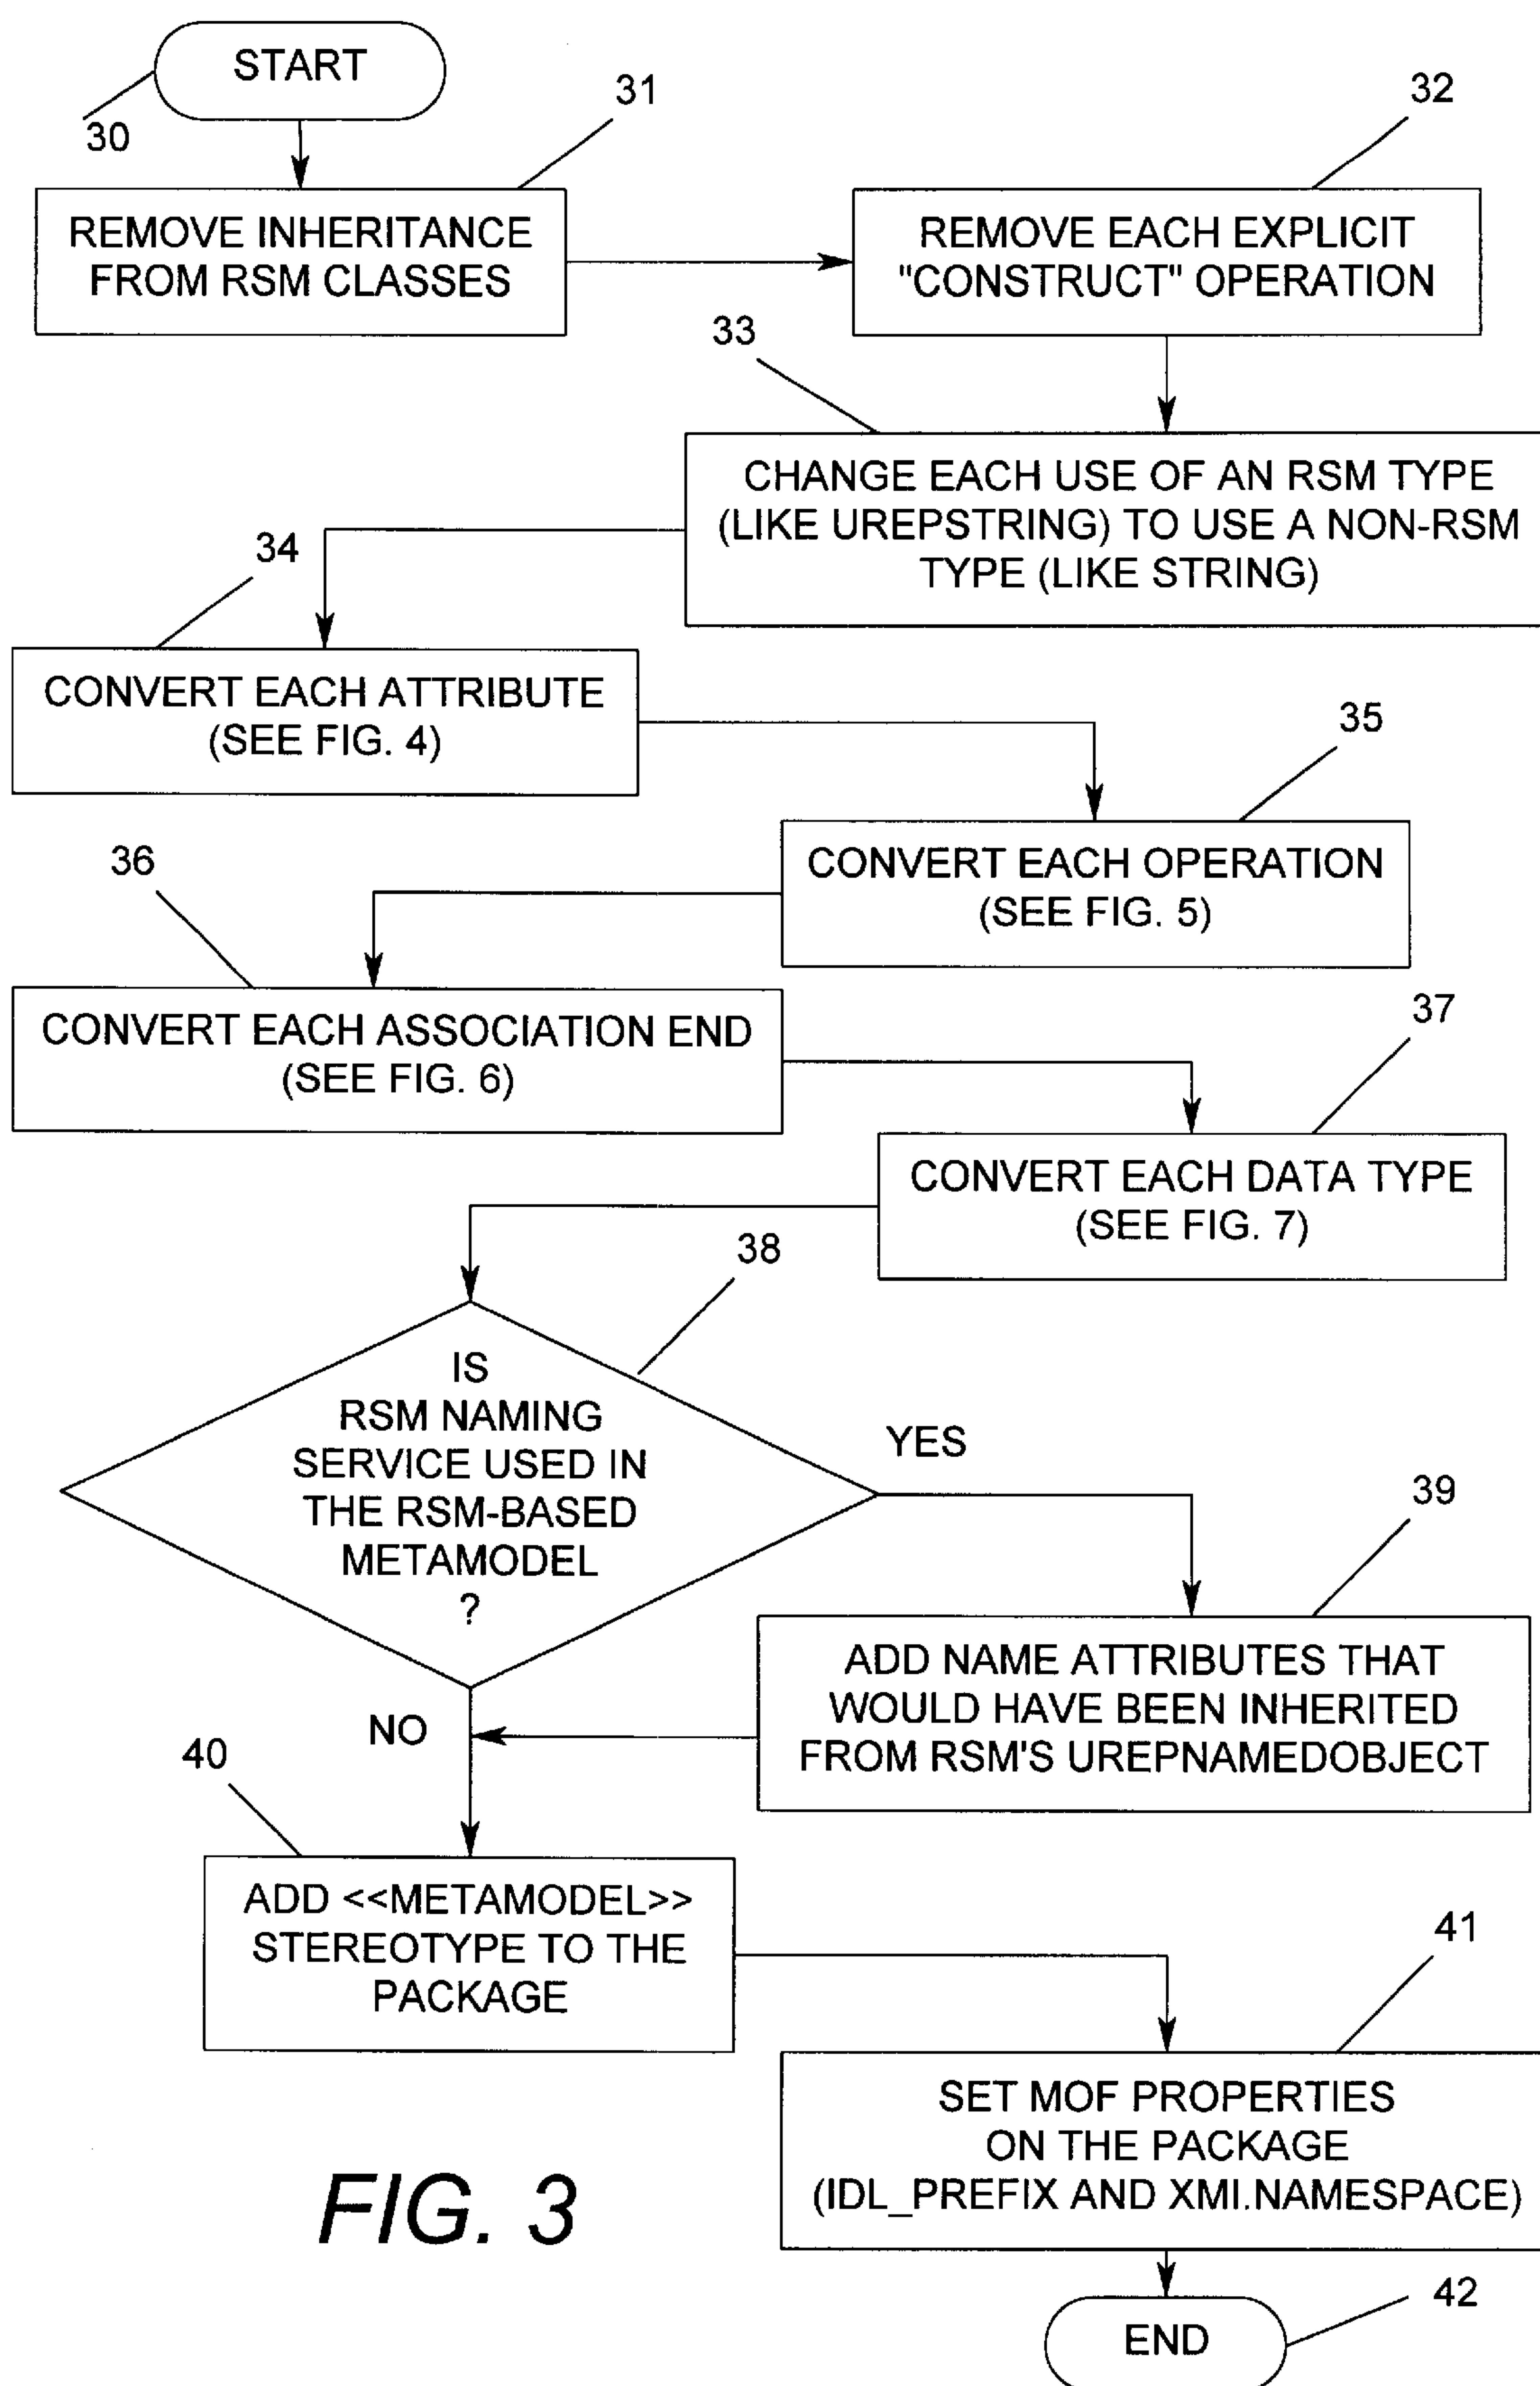 START
30
31
32
REMOVE INHERITANCE
FROM RSM CLASSES
REMOVE EACH EXPLICIT
"CONSTRUCT" OPERATION
33
CHANGE EACH USE OF AN RSM TYPE
(LIKE UREPSTRING) TO USE A NON-RSM
TYPE (LIKE STRING)
34
CONVERT EACH ATTRIBUTE
(SEE FIG. 4)
35
CONVERT EACH OPERATION
(SEE FIG. 5)
36
CONVERT EACH ASSOCIATION END
(SEE FIG. 6)
37
CONVERT EACH DATA TYPE
(SEE FIG. 7)
38
IS
RSM NAMING
SERVICE USED IN
THE RSM-BASED
METAMODEL
?
YES
39
ADD NAME ATTRIBUTES THAT
WOULD HAVE BEEN INHERITED
FROM RSM'S UREPNAMEDOBJECT
NO
40
ADD <<METAMODEL>>
STEREOTYPE TO THE
PACKAGE
41
SET MOF PROPERTIES
ON THE PACKAGE
(IDL_PREFIX AND XMI.NAMESPACE)
42
END
FIG. 3